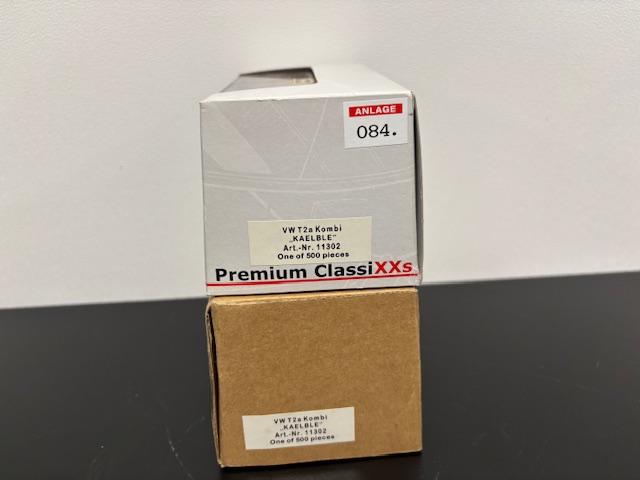 ANLAGE
084.
VW T2a Kombi
„KAELBLE"
Art.-Nr. 11302
One of 500 pieces
Premium ClassiXXs
VW T2a Kombi
„KAELBLE"
Art.-Nr. 11302
One of 500 pieces